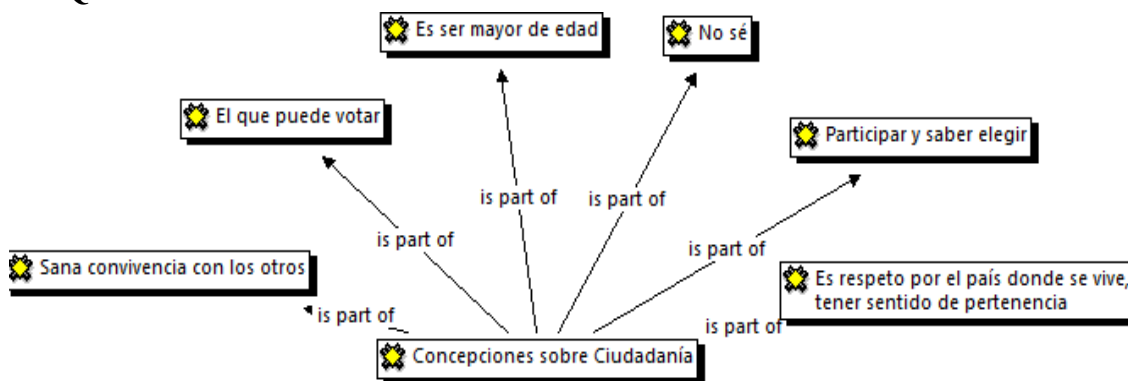 Es ser mayor de edad
No sé
El que puede votar
Participar y saber elegir
is part of
is part of
is part of
is part of
Sana convivencia con los otros
Es respeto por el país donde se vive,
tener sentido de pertenencia
is part of
is part of
Concepciones sobre Ciudadanía